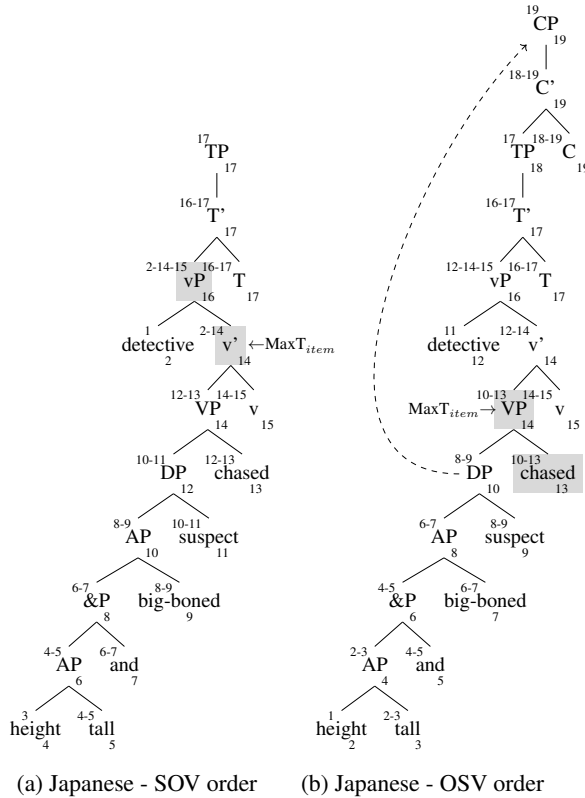 19 CP 19
18-19 C' 19
17 TP 17 17 TP 18 18-19 C 19
16-17 T' 17 16-17 T' 17
2-14-15 vP 16 16-17 T 17 12-14-15 vP 16 16-17 T 17
1 detective 2 2-14 v' 14 ←MaxT_item 11 detective 12 12-14 v' 14
12-13 VP 14 14-15 v 15 MaxT_item→ 10-13 VP 14 14-15 v 15
10-11 DP 12 12-13 chased 13 8-9 DP 10 10-13 chased 13
8-9 AP 10 10-11 suspect 11 6-7 AP 8 8-9 suspect 9
6-7 &P 8 8-9 big-boned 9 4-5 &P 6 6-7 big-boned 7
4-5 AP 6 6-7 and 7 2-3 AP 4 4-5 and 5
3 height 4 4-5 tall 5 1 height 2 2-3 tall 3
(a) Japanese - SOV order (b) Japanese - OSV order